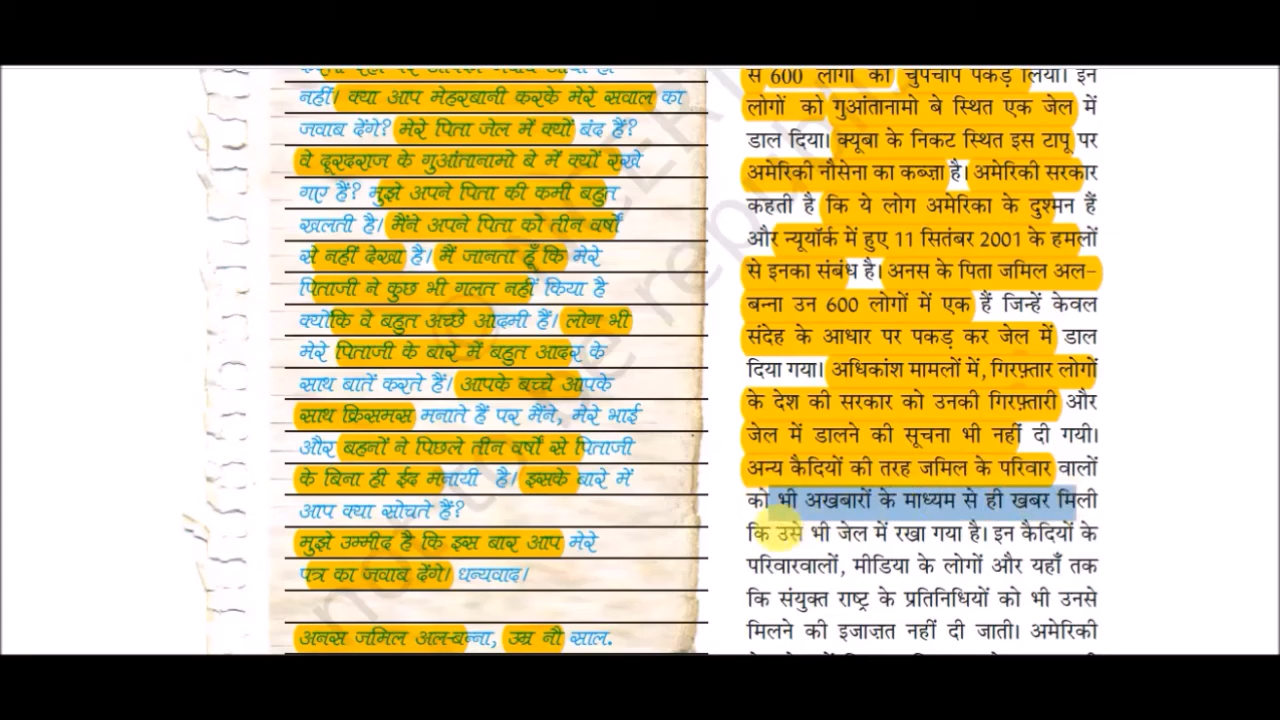 नहीं। क्या आप मेहरबानी करके मेरे सवाल का
जवाब देंगे? मेरे पिता जेल में क्यों बंद हैं?
वे दूरदराज के गुआंतानामो बे में क्यों रखे
गए हैं? मुझे अपने पिता की कमी बहुत
खलती है। मैंने अपने पिता को तीन वर्षों
से नहीं देखा है। मैं जानता हूँ कि मेरे
पिताजी ने कुछ भी गलत नहीं किया है
क्योंकि वे बहुत अच्छे आदमी हैं। लोग भी
मेरे पिताजी के बारे में बहुत आदर के
साथ बातें करते हैं। आपके बच्चे आपके
साथ क्रिसमस मनाते हैं पर मैंने, मेरे भाई
और बहनों ने पिछले तीन वर्षों से पिताजी
के बिना ही ईद मनायी है। इसके बारे में
आप क्या सोचते हैं?
मुझे उम्मीद है कि इस बार आप मेरे
पत्र का जवाब देंगे। धन्यवाद।
अनस जमिल अल-बन्ना, उम्र नौ साल.
से 600 लोगों को चुपचाप पकड़ लिया। इन
लोगों को गुआंतानामो बे स्थित एक जेल में
डाल दिया। क्यूबा के निकट स्थित इस टापू पर
अमेरिकी नौसेना का कब्ज़ा है। अमेरिकी सरकार
कहती है कि ये लोग अमेरिका के दुश्मन हैं
और न्यूयॉर्क में हुए 11 सितंबर 2001 के हमलों
से इनका संबंध है। अनस के पिता जमिल अल-
बन्ना उन 600 लोगों में एक हैं जिन्हें केवल
संदेह के आधार पर पकड़ कर जेल में डाल
दिया गया। अधिकांश मामलों में, गिरफ़्तार लोगों
के देश की सरकार को उनकी गिरफ़्तारी और
जेल में डालने की सूचना भी नहीं दी गयी।
अन्य कैदियों की तरह जमिल के परिवार वालों
को भी अखबारों के माध्यम से ही खबर मिली
कि उसे भी जेल में रखा गया है। इन कैदियों के
परिवारवालों, मीडिया के लोगों और यहाँ तक
कि संयुक्त राष्ट्र के प्रतिनिधियों को भी उनसे
मिलने की इजाज़त नहीं दी जाती। अमेरिकी